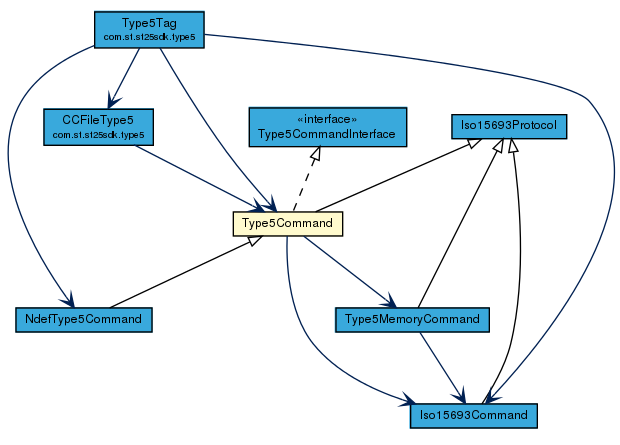 Type5Tag
com.st.st25sdk.type5
CCFileType5
com.st.st25sdk.type5
«interface»
Type5CommandInterface
Iso15693Protocol
Type5Command
NdefType5Command
Type5MemoryCommand
Iso15693Command